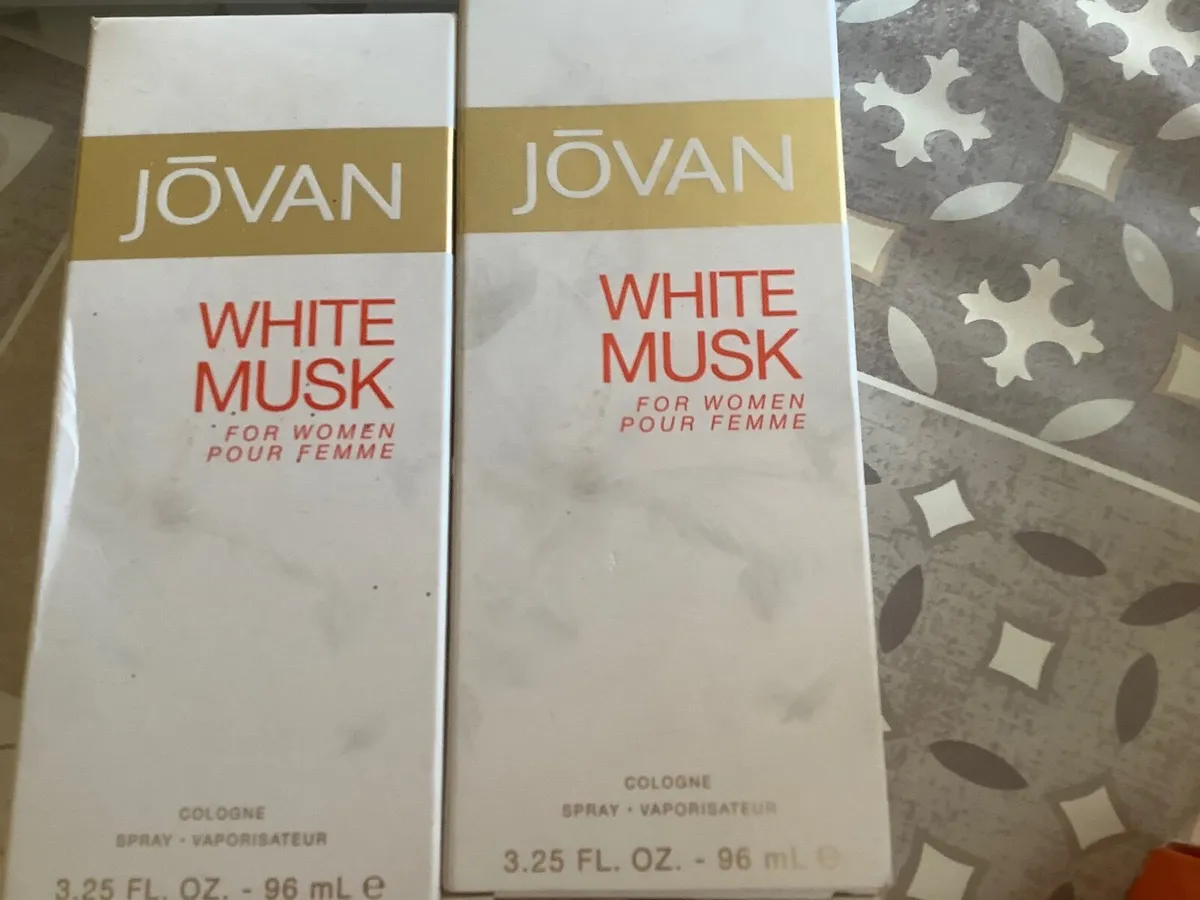 JŌVAN
WHITE
MUSK
FOR WOMEN
POUR FEMME
COLOGNE
SPRAY • VAPORISATEUR
3.25 FL. OZ. - 96 mL ℮
JŌVAN
WHITE
MUSK
FOR WOMEN
POUR FEMME
COLOGNE
SPRAY • VAPORISATEUR
3.25 FL. OZ. - 96 mL ℮